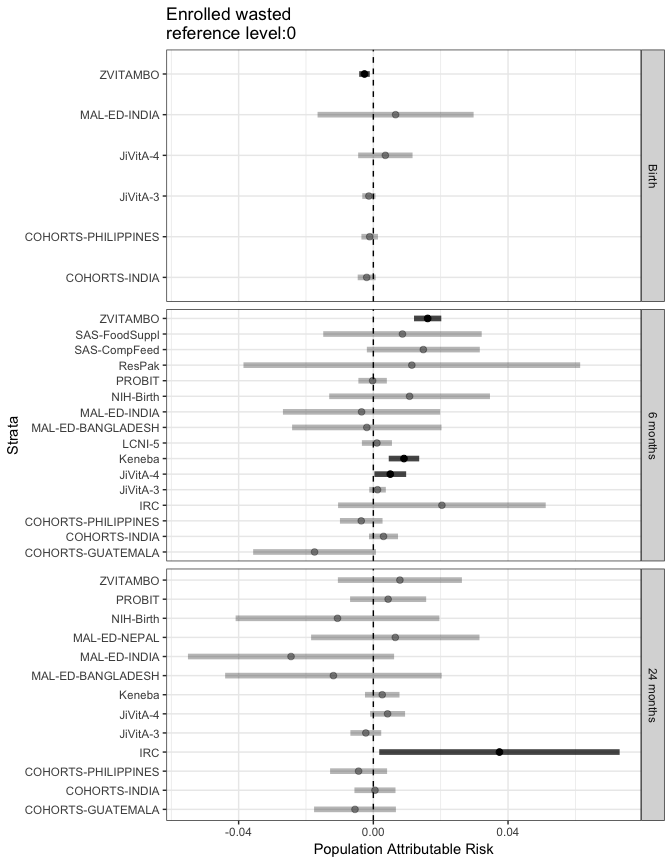 Enrolled wasted
reference level:0
Strata
ZVITAMBO
MAL-ED-INDIA
JiVitA-4
JiVitA-3
COHORTS-PHILIPPINES
COHORTS-INDIA
Birth
ZVITAMBO
SAS-FoodSuppl
SAS-CompFeed
ResPak
PROBIT
NIH-Birth
MAL-ED-INDIA
MAL-ED-BANGLADESH
LCNI-5
Keneba
JiVitA-4
JiVitA-3
IRC
COHORTS-PHILIPPINES
COHORTS-INDIA
COHORTS-GUATEMALA
6 months
ZVITAMBO
PROBIT
NIH-Birth
MAL-ED-NEPAL
MAL-ED-INDIA
MAL-ED-BANGLADESH
Keneba
JiVitA-4
JiVitA-3
IRC
COHORTS-PHILIPPINES
COHORTS-INDIA
COHORTS-GUATEMALA
24 months
-0.04 0.00 0.04
Population Attributable Risk